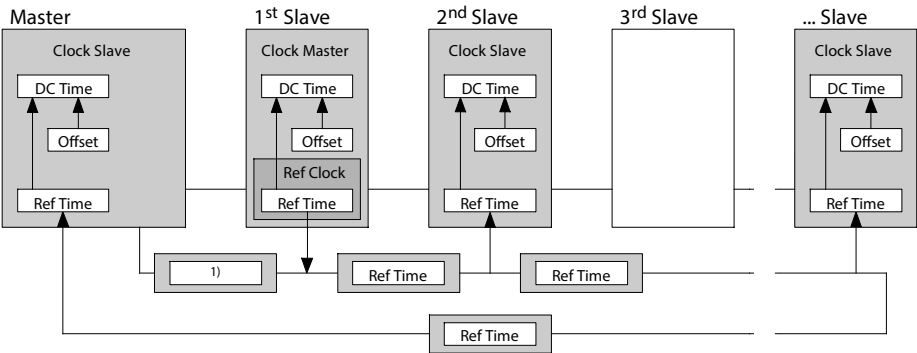 Master 1st Slave 2nd Slave 3rd Slave ... Slave
Clock Slave Clock Master Clock Slave Clock Slave
DC Time DC Time DC Time DC Time
Offset Offset Offset Offset
Ref Clock
Ref Time Ref Time Ref Time Ref Time
1) Ref Time Ref Time
Ref Time